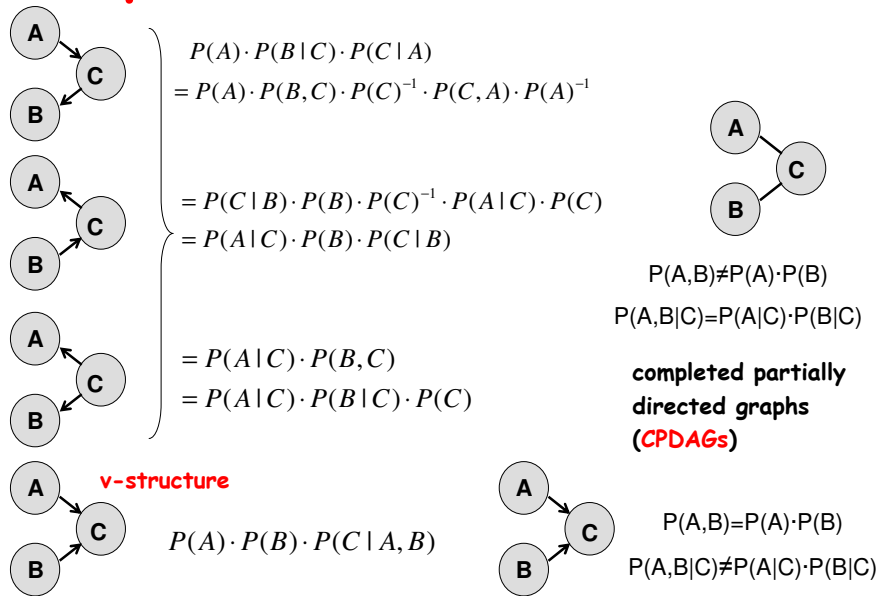 A
C
B
P(A)·P(B|C)·P(C|A)
= P(A)·P(B,C)·P(C)⁻¹·P(C,A)·P(A)⁻¹
A
C
B
= P(C|B)·P(B)·P(C)⁻¹·P(A|C)·P(C)
= P(A|C)·P(B)·P(C|B)
A
C
B
= P(A|C)·P(B,C)
= P(A|C)·P(B|C)·P(C)
A
C
B
P(A,B)≠P(A)·P(B)
P(A,B|C)=P(A|C)·P(B|C)
completed partially
directed graphs
(CPDAGs)
v-structure
A
C
B
P(A)·P(B)·P(C|A,B)
A
C
B
P(A,B)=P(A)·P(B)
P(A,B|C)≠P(A|C)·P(B|C)